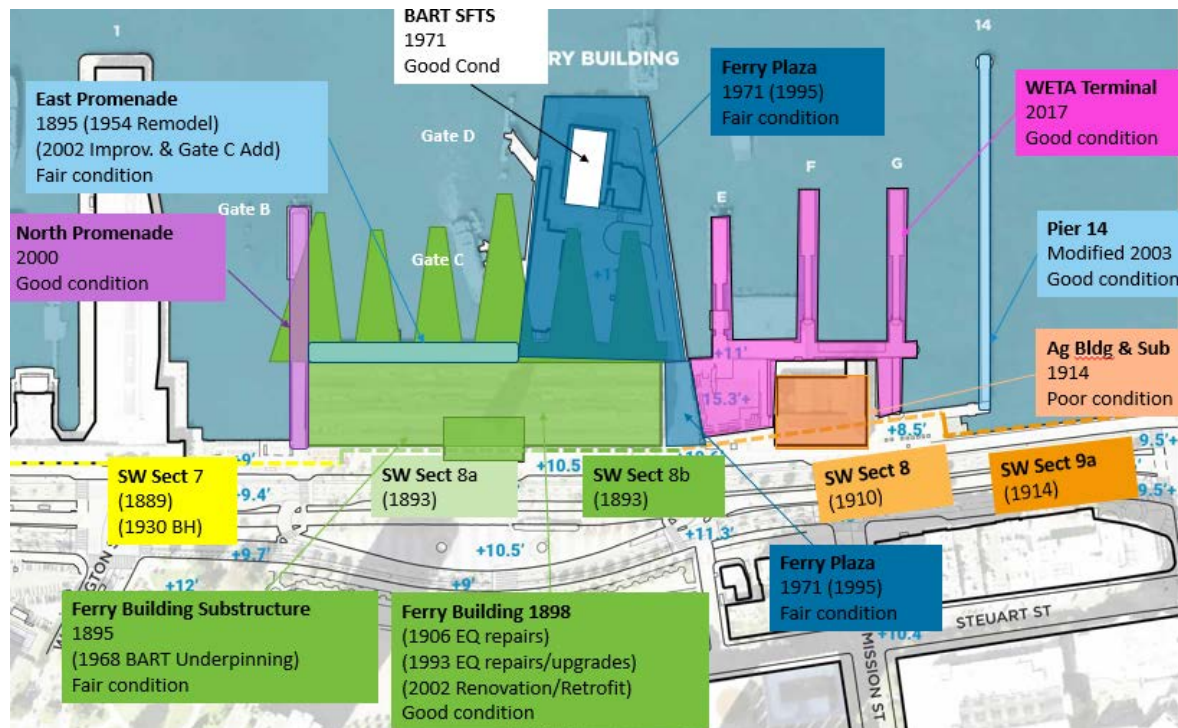 1
BART SFTS
1971
Good Cond
RY BUILDING
14
East Promenade
1895 (1954 Remodel)
(2002 Improv. & Gate C Add)
Fair condition
Gate D
Ferry Plaza
1971 (1995)
Fair condition
WETA Terminal
2017
Good condition
E
F
G
Gate B
Gate C
North Promenade
2000
Good condition
Pier 14
Modified 2003
Good condition
+11'
15.3'+
Ag Bldg & Sub
1914
Poor condition
+8.5'
+9'
+10.5
9.5'+
SW Sect 7
(1889)
(1930 BH)
SW Sect 8a
(1893)
SW Sect 8b
(1893)
SW Sect 8
(1910)
SW Sect 9a
(1914)
+9.4'
9.5'+
+9.7'
+10.5'
+11.3'
+12'
+9'
Ferry Plaza
1971 (1995)
Fair condition
Ferry Building Substructure
1895
(1968 BART Underpinning)
Fair condition
Ferry Building 1898
(1906 EQ repairs)
(1993 EQ repairs/upgrades)
(2002 Renovation/Retrofit)
Good condition
STEUART ST
+10.4
MISSION ST